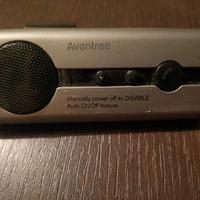 Avantree
Manually power off to DISABLE
Auto On/Off feature.